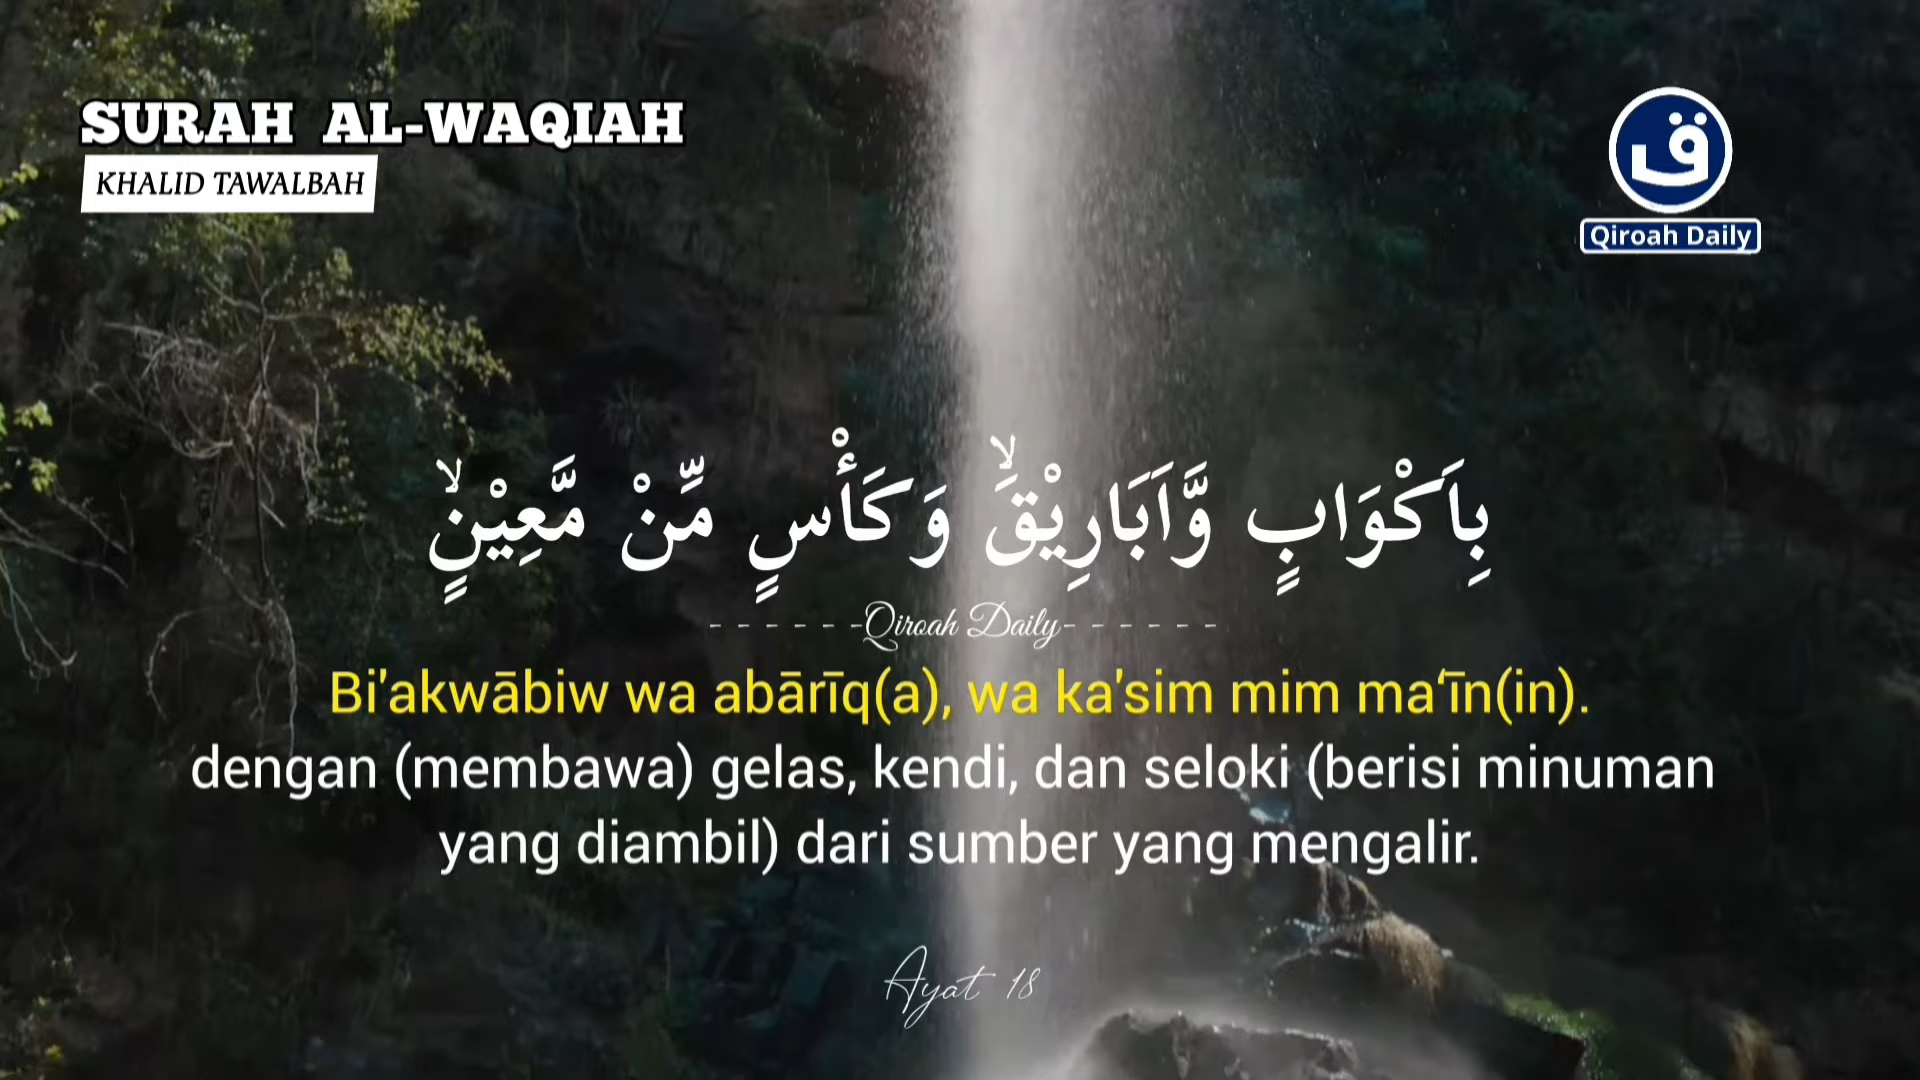 SURAH AL-WAQIAH
KHALID TAWALBAH
ق
Qiroah Daily
بِاَكْوَابٍ وَّاَبَارِيْقَۙ وَكَأْسٍ مِّنْ مَّعِيْنٍۙ
- - - - - -Qiroah Daily- - - - - -
Bi'akwābiw wa abārīq(a), wa ka'sim mim ma‘īn(in).
dengan (membawa) gelas, kendi, dan seloki (berisi minuman
yang diambil) dari sumber yang mengalir.
Ayat 18